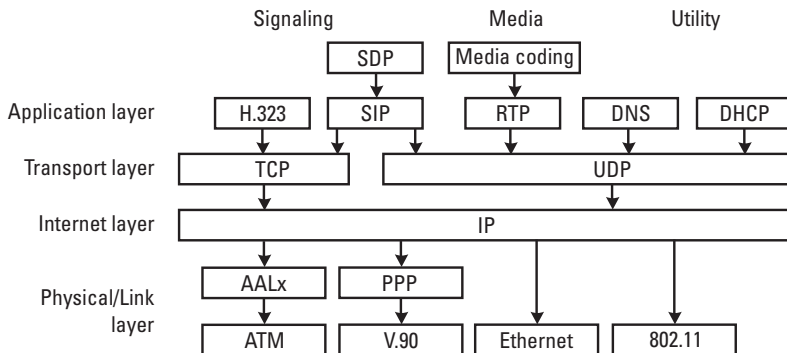 Signaling Media Utility
SDP Media coding
Application layer H.323 SIP RTP DNS DHCP
Transport layer TCP UDP
Internet layer IP
AALx PPP
Physical/Link
layer
ATM V.90 Ethernet 802.11